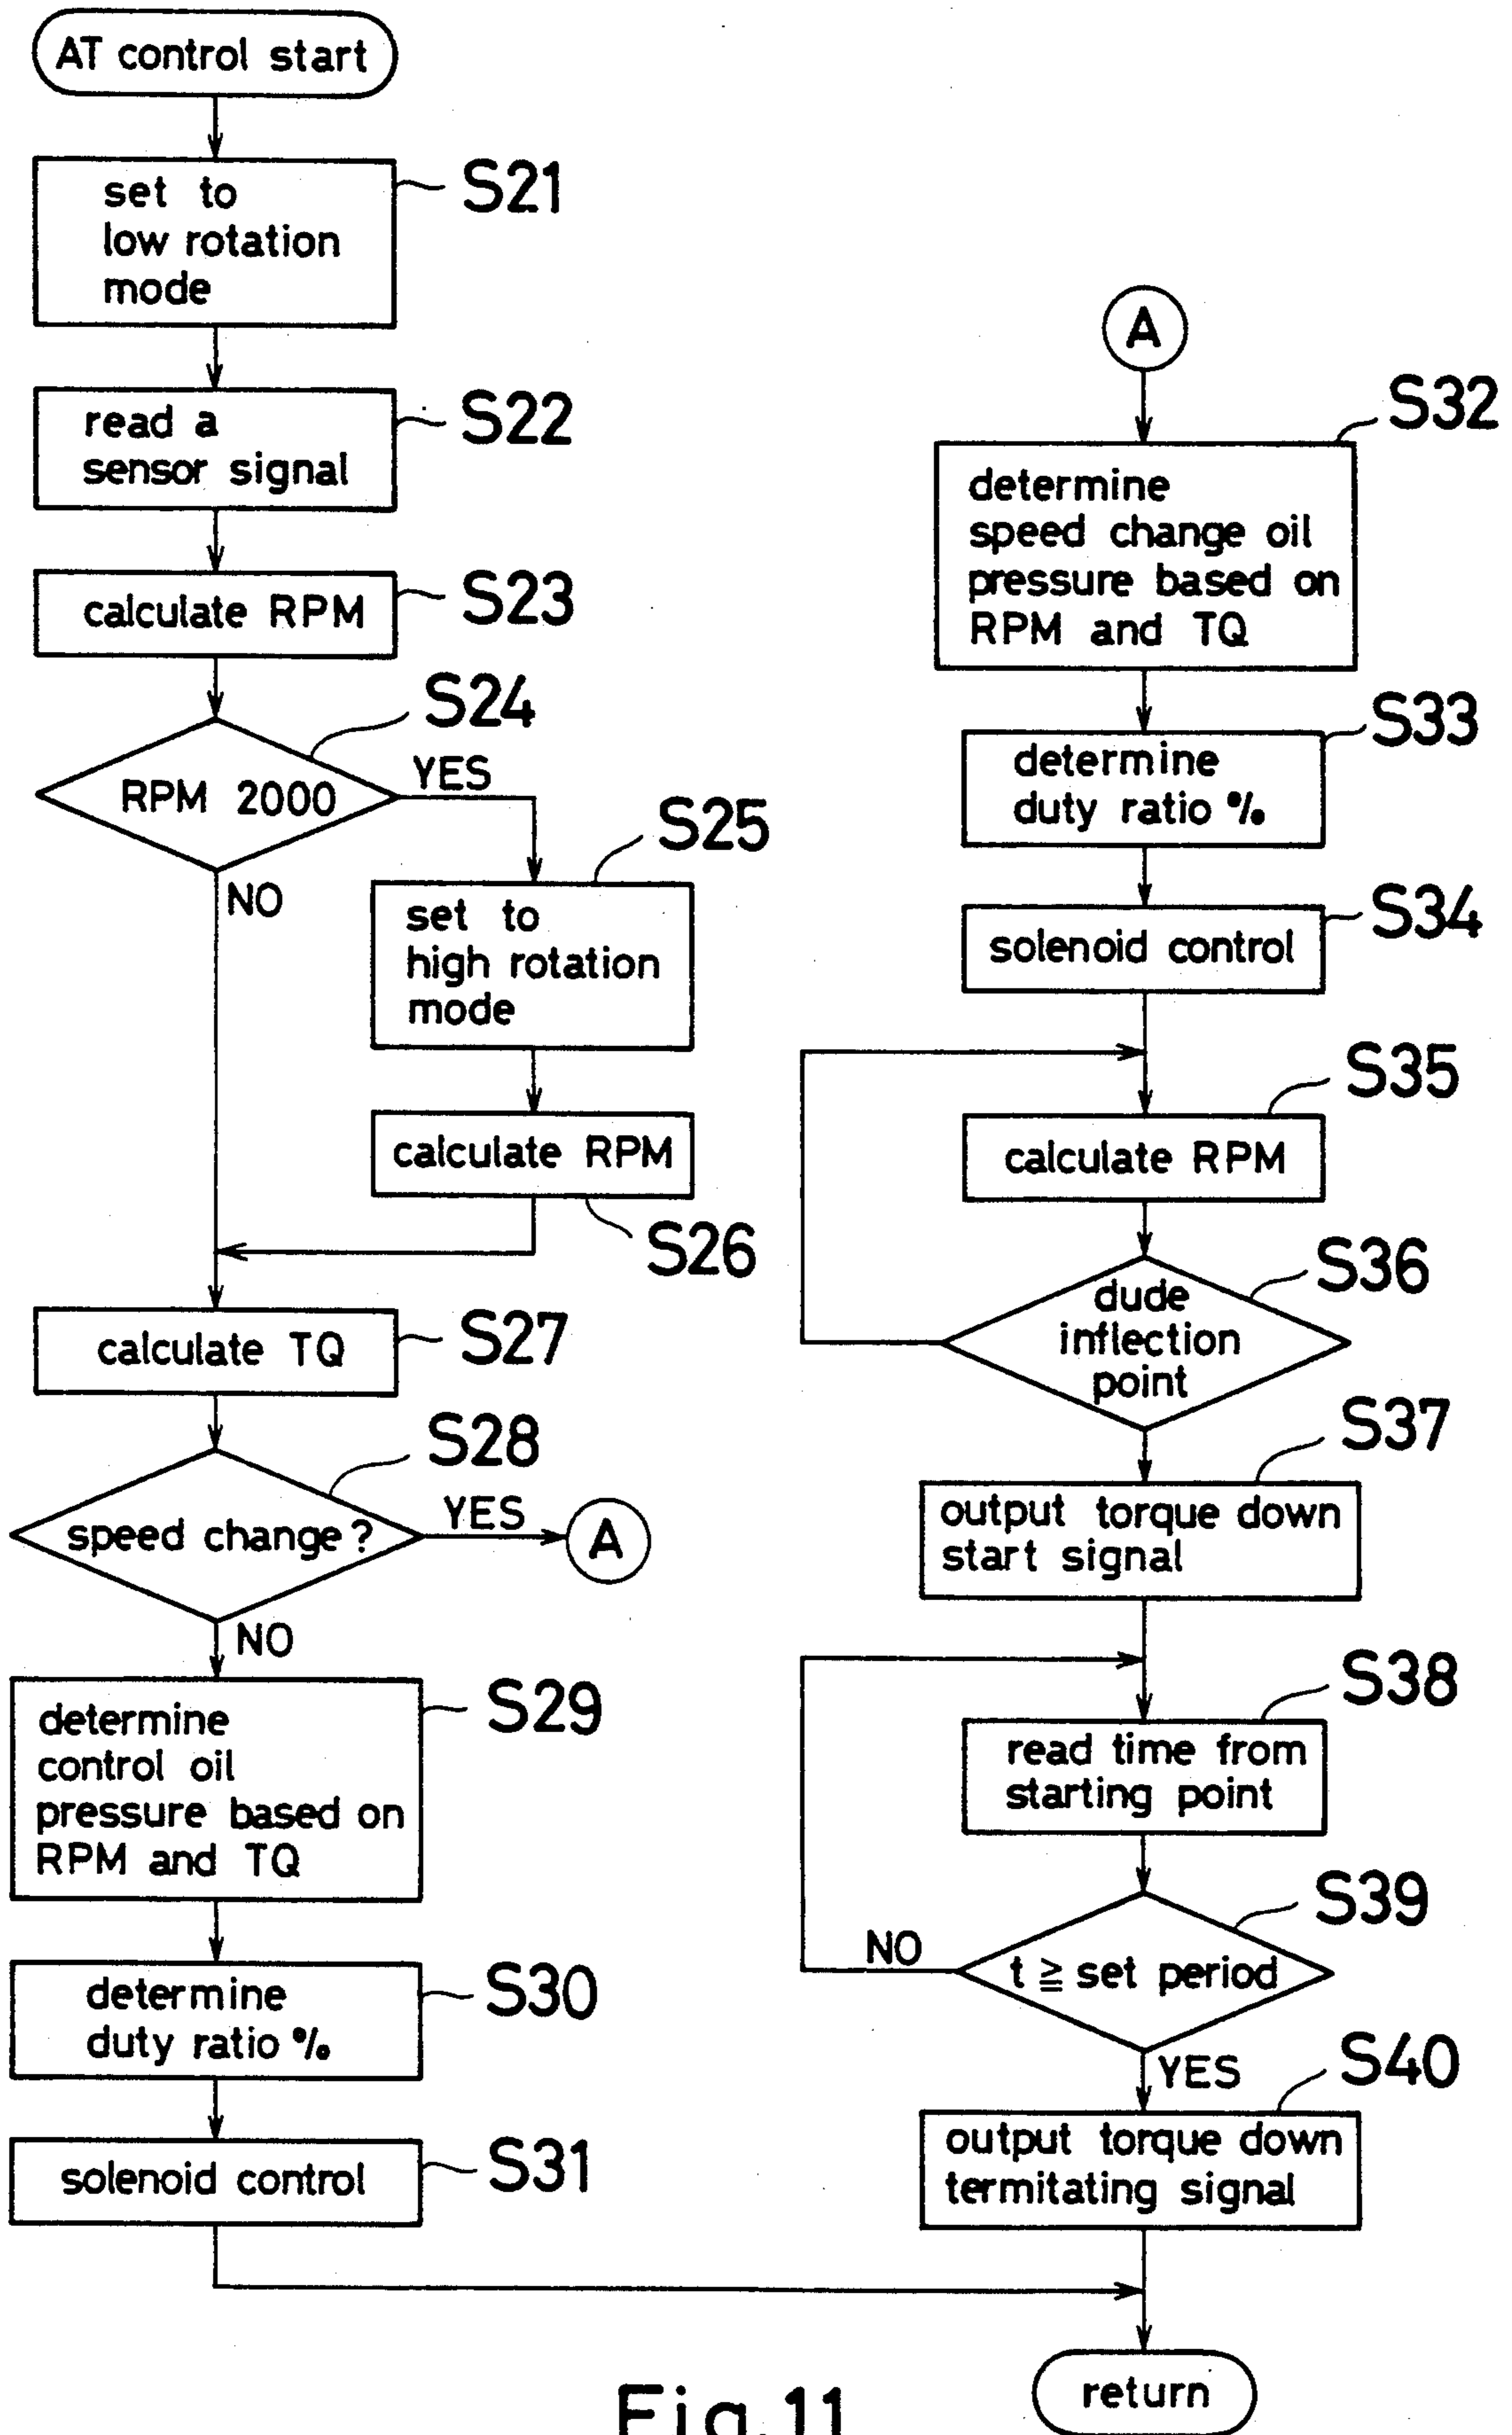 AT control start
set to
low rotation
mode
S21
read a
sensor signal
S22
calculate RPM
S23
S24
RPM 2000
YES
NO
S25
set to
high rotation
mode
calculate RPM
S26
calculate TQ
S27
S28
speed change?
YES
A
NO
determine
control oil
pressure based on
RPM and TQ
S29
determine
duty ratio %
S30
solenoid control
S31
A
S32
determine
speed change oil
pressure based on
RPM and TQ
S33
determine
duty ratio %
S34
solenoid control
S35
calculate RPM
S36
dude
inflection
point
S37
output torque down
start signal
S38
read time from
starting point
S39
NO
t ≧ set period
YES
S40
output torque down
termitating signal
return
Fig.11